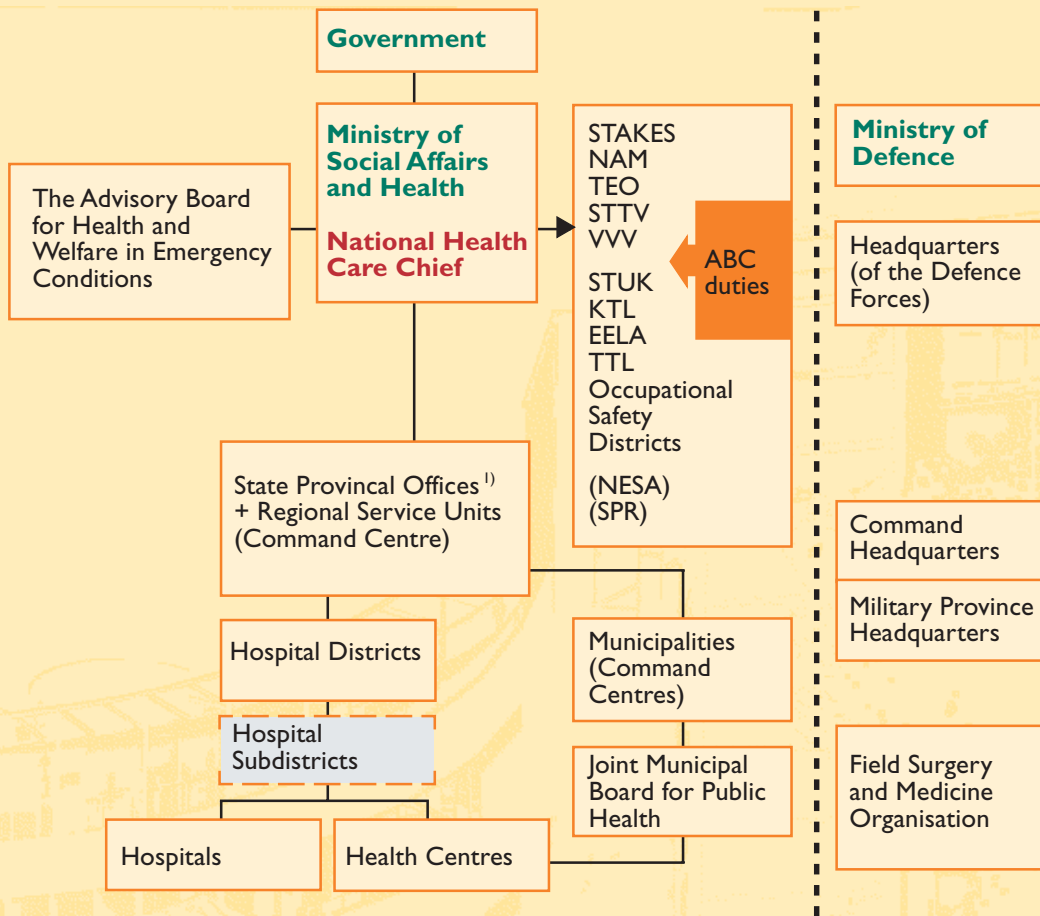 Government
Ministry of
Social Affairs
and Health
National Health
Care Chief
The Advisory Board
for Health and
Welfare in Emergency
Conditions
STAKES
NAM
TEO
STTV
VVV
STUK
KTL
EELA
TTL
Occupational
Safety
Districts
(NESA)
(SPR)
ABC
duties
State Provincal Offices 1)
+ Regional Service Units
(Command Centre)
Hospital Districts
Hospital
Subdistricts
Hospitals
Health Centres
Municipalities
(Command
Centres)
Joint Municipal
Board for Public
Health
Ministry of
Defence
Headquarters
(of the Defence
Forces)
Command
Headquarters
Military Province
Headquarters
Field Surgery
and Medicine
Organisation